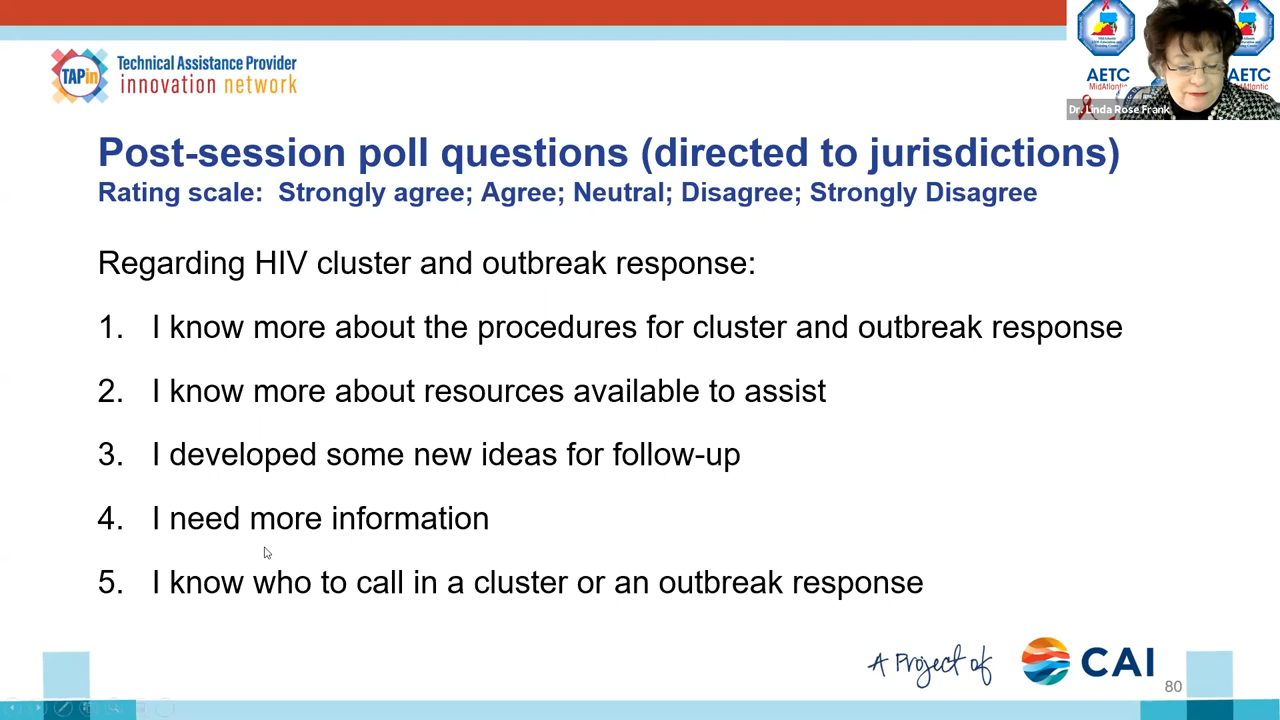 TAPin
Technical Assistance Provider
innovation network
AETC
MidAtlantic
AETC
MidAtlantic
Dr. Linda Rose Frank
Post-session poll questions (directed to jurisdictions)
Rating scale: Strongly agree; Agree; Neutral; Disagree; Strongly Disagree
Regarding HIV cluster and outbreak response:
1. I know more about the procedures for cluster and outbreak response
2. I know more about resources available to assist
3. I developed some new ideas for follow-up
4. I need more information
5. I know who to call in a cluster or an outbreak response
A Project of
CAI
80